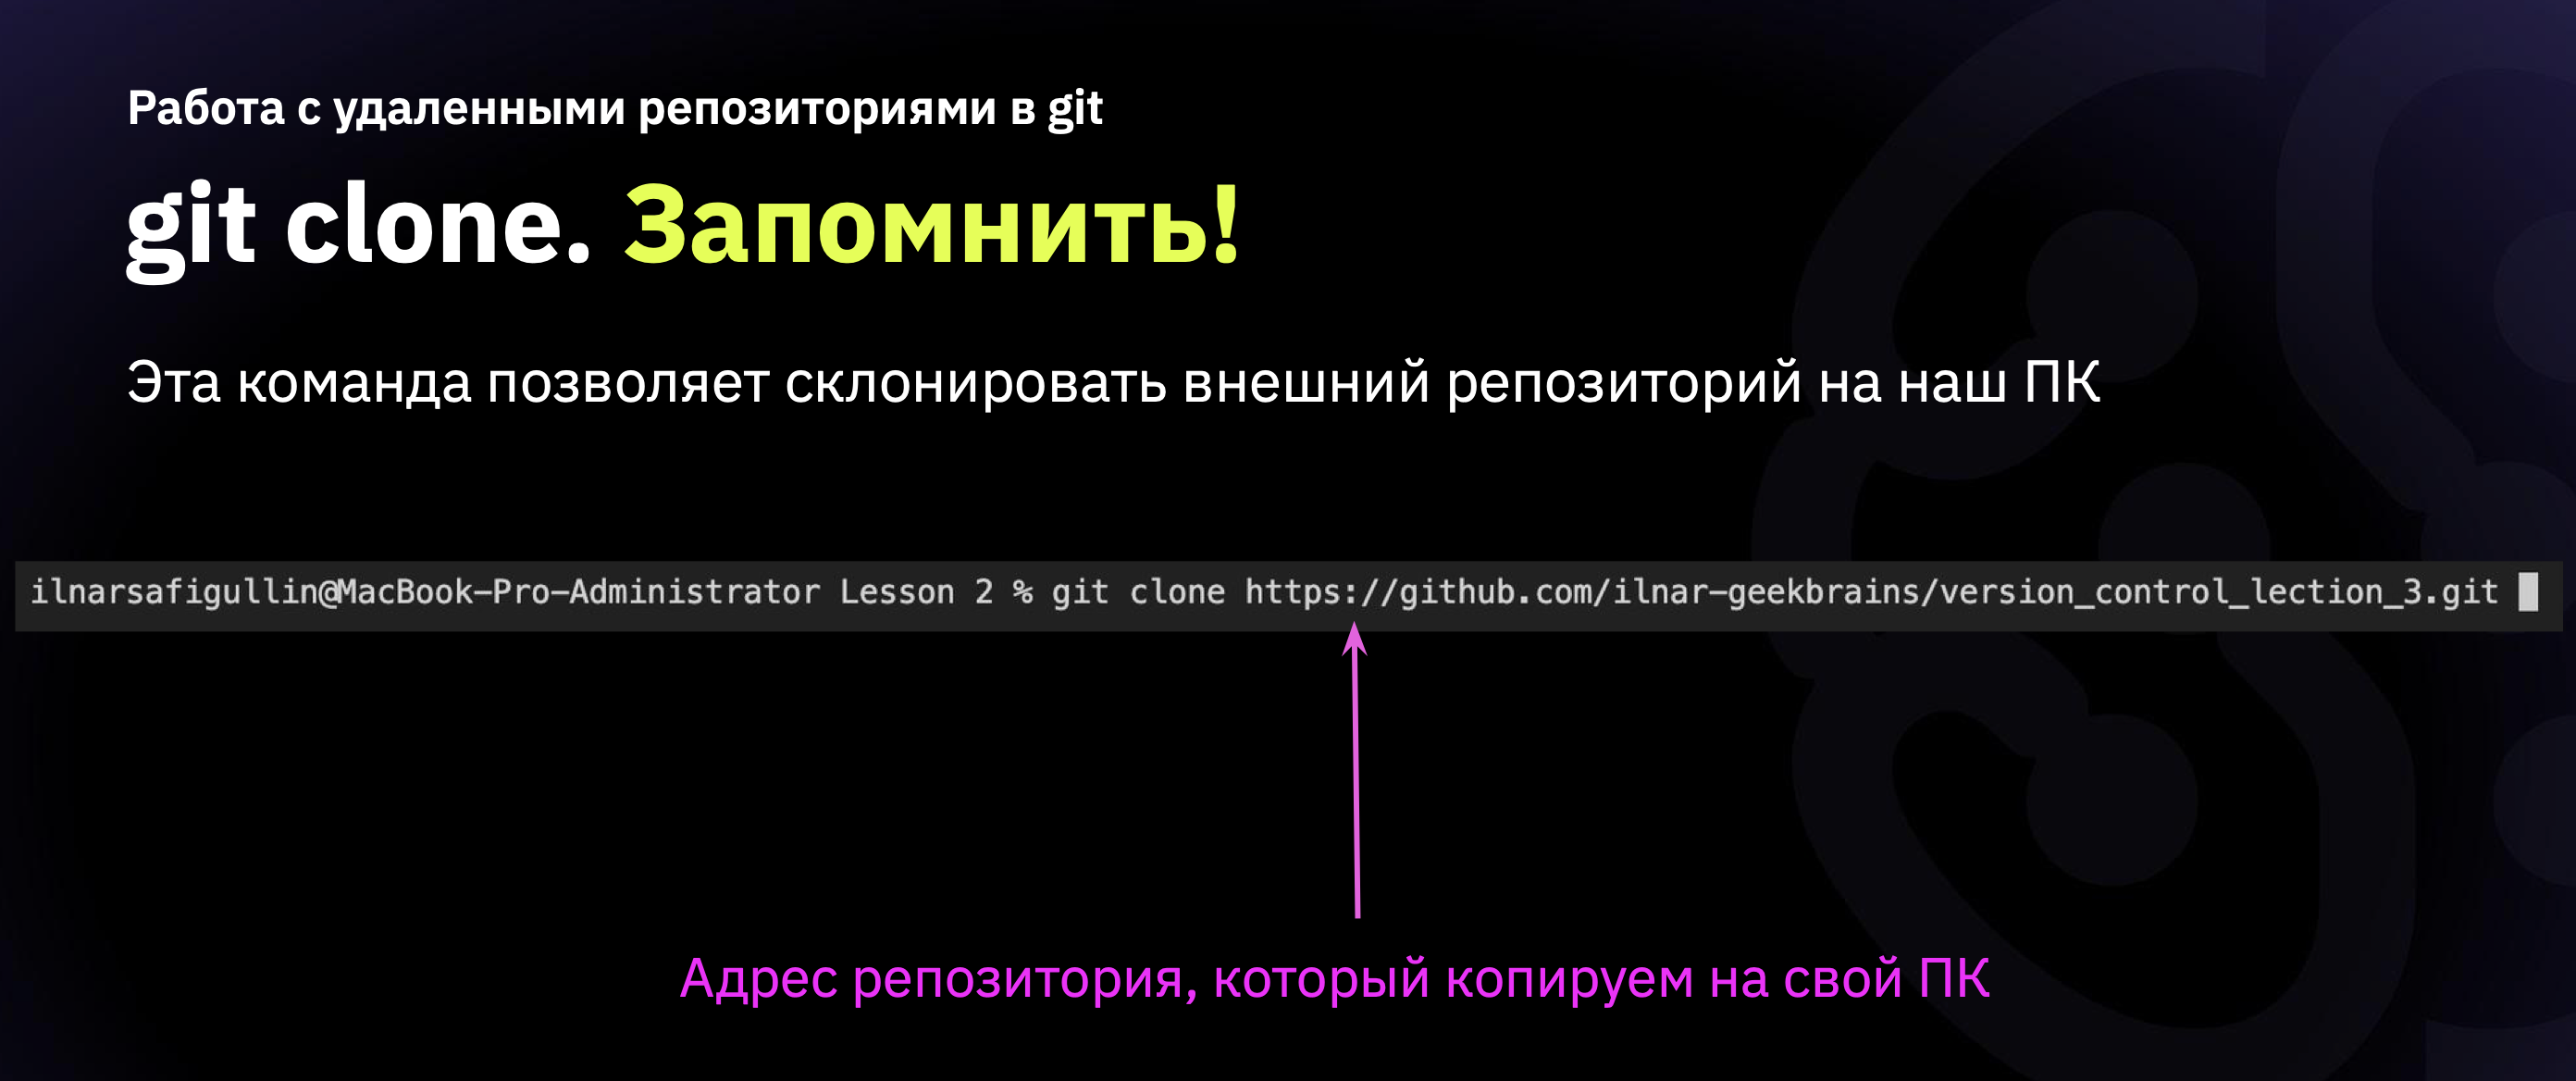 Работа с удаленными репозиториями в git
git clone. Запомнить!
Эта команда позволяет склонировать внешний репозиторий на наш ПК
ilnarsafigullin@MacBook-Pro-Administrator Lesson 2 % git clone https://github.com/ilnar-geekbrains/version_control_lection_3.git
Адрес репозитория, который копируем на свой ПК